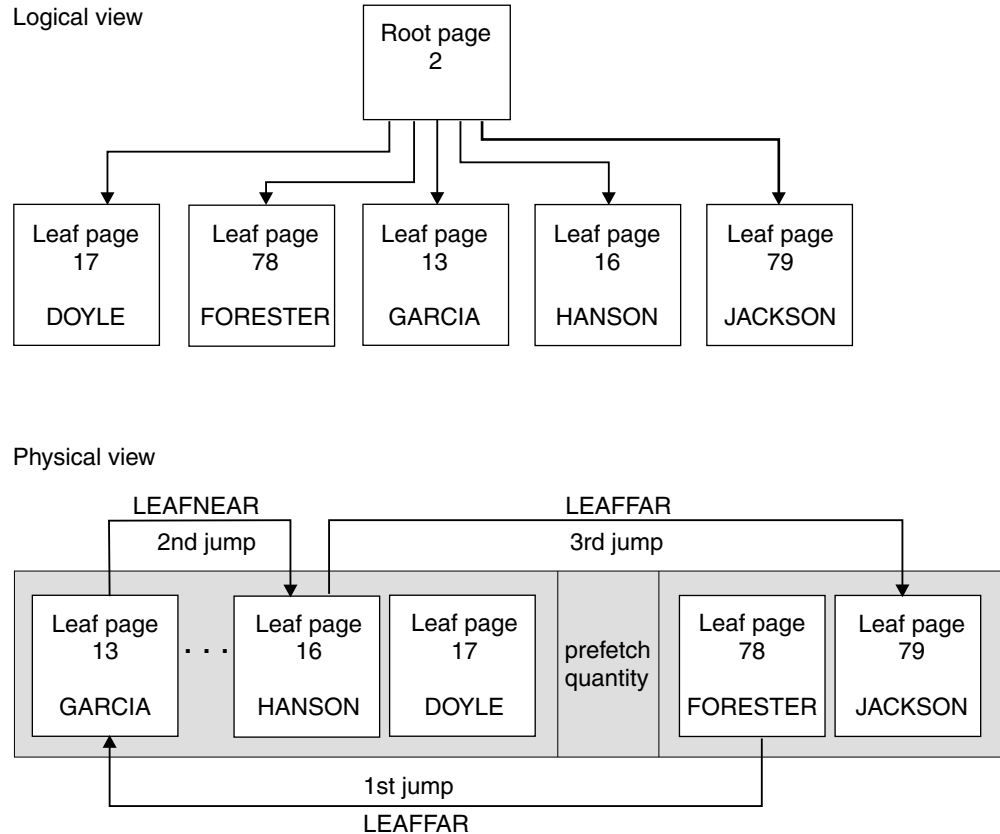 Logical view
Root page
2
Leaf page
17
DOYLE
Leaf page
78
FORESTER
Leaf page
13
GARCIA
Leaf page
16
HANSON
Leaf page
79
JACKSON
Physical view
LEAFNEAR
2nd jump
LEAFFAR
3rd jump
Leaf page
13
GARCIA
. . .
Leaf page
16
HANSON
Leaf page
17
DOYLE
prefetch
quantity
Leaf page
78
FORESTER
Leaf page
79
JACKSON
1st jump
LEAFFAR